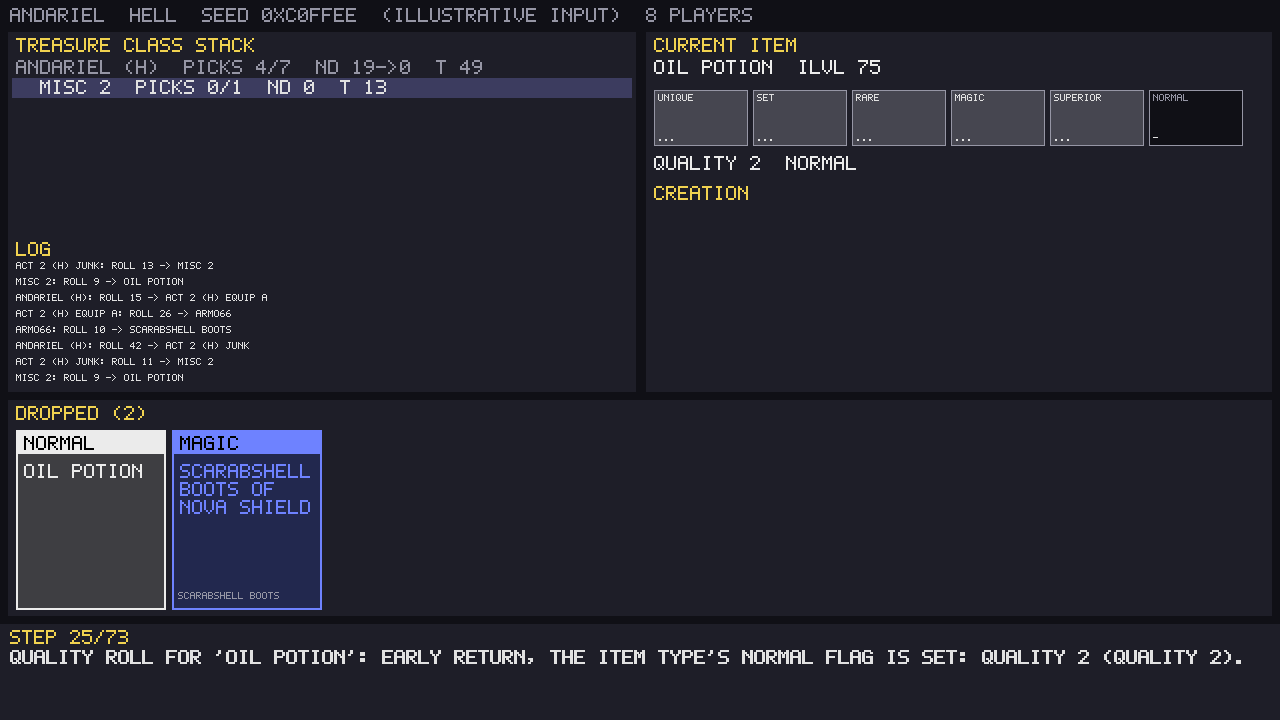 ANDARIEL  HELL  SEED 0XC0FFEE  (ILLUSTRATIVE INPUT)  8 PLAYERS
TREASURE CLASS STACK
ANDARIEL (H)  PICKS 4/7  ND 19->0  T 49
MISC 2  PICKS 0/1  ND 0  T 13
LOG
ACT 2 (H) JUNK: ROLL 13 -> MISC 2
MISC 2: ROLL 9 -> OIL POTION
ANDARIEL (H): ROLL 15 -> ACT 2 (H) EQUIP A
ACT 2 (H) EQUIP A: ROLL 26 -> ARMO66
ARMO66: ROLL 10 -> SCARABSHELL BOOTS
ANDARIEL (H): ROLL 42 -> ACT 2 (H) JUNK
ACT 2 (H) JUNK: ROLL 11 -> MISC 2
MISC 2: ROLL 9 -> OIL POTION
CURRENT ITEM
OIL POTION  ILVL 75
UNIQUE SET RARE MAGIC SUPERIOR NORMAL
... ... ... ... ... _
QUALITY 2  NORMAL
CREATION
DROPPED (2)
NORMAL
OIL POTION
MAGIC
SCARABSHELL
BOOTS OF
NOVA SHIELD
SCARABSHELL BOOTS
STEP 25/73
QUALITY ROLL FOR 'OIL POTION': EARLY RETURN, THE ITEM TYPE'S NORMAL FLAG IS SET: QUALITY 2 (QUALITY 2).